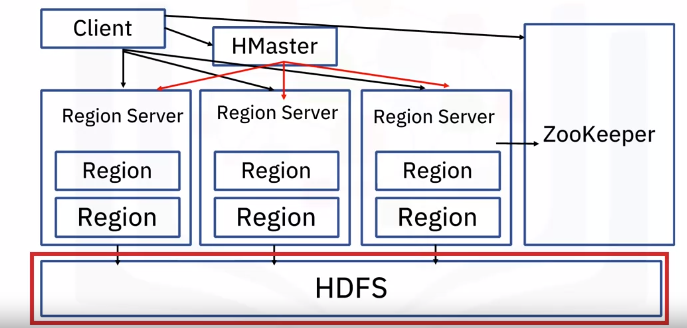 Client
HMaster
Region Server
Region Server
Region Server
ZooKeeper
Region
Region
Region
Region
Region
Region
HDFS